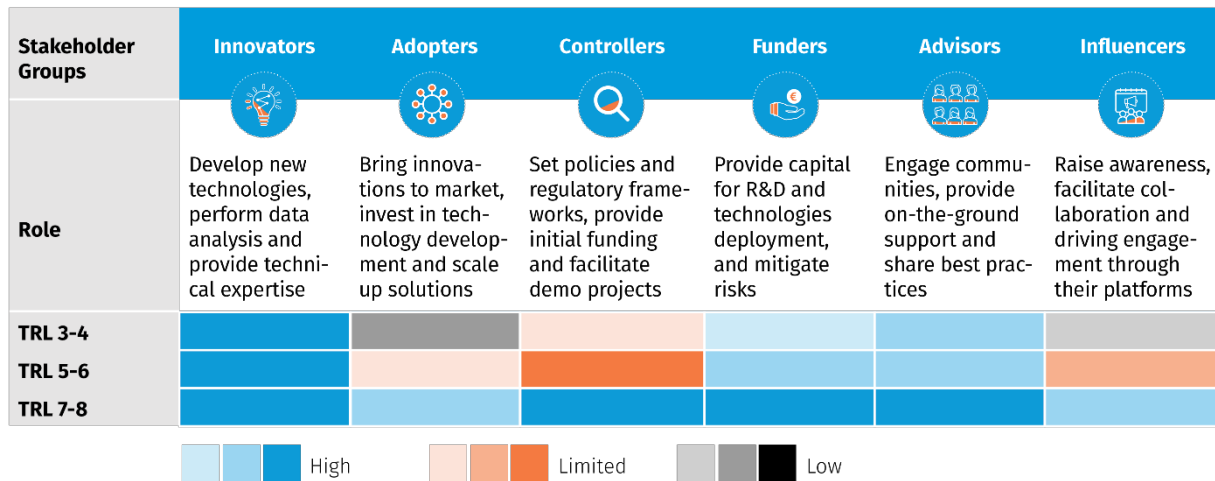 Stakeholder
Groups
Innovators
Adopters
Controllers
Funders
Advisors
Influencers
€
Role
Develop new
technologies,
perform data
analysis and
provide techni-
cal expertise
Bring innova-
tions to market,
invest in tech-
nology develop-
ment and scale
up solutions
Set policies and
regulatory frame-
works, provide
initial funding
and facilitate
demo projects
Provide capital
for R&D and
technologies
deployment,
and mitigate
risks
Engage commu-
nities, provide
on-the-ground
support and
share best prac-
tices
Raise awareness,
facilitate col-
laboration and
driving engage-
ment through
their platforms
TRL 3-4
TRL 5-6
TRL 7-8
High
Limited
Low